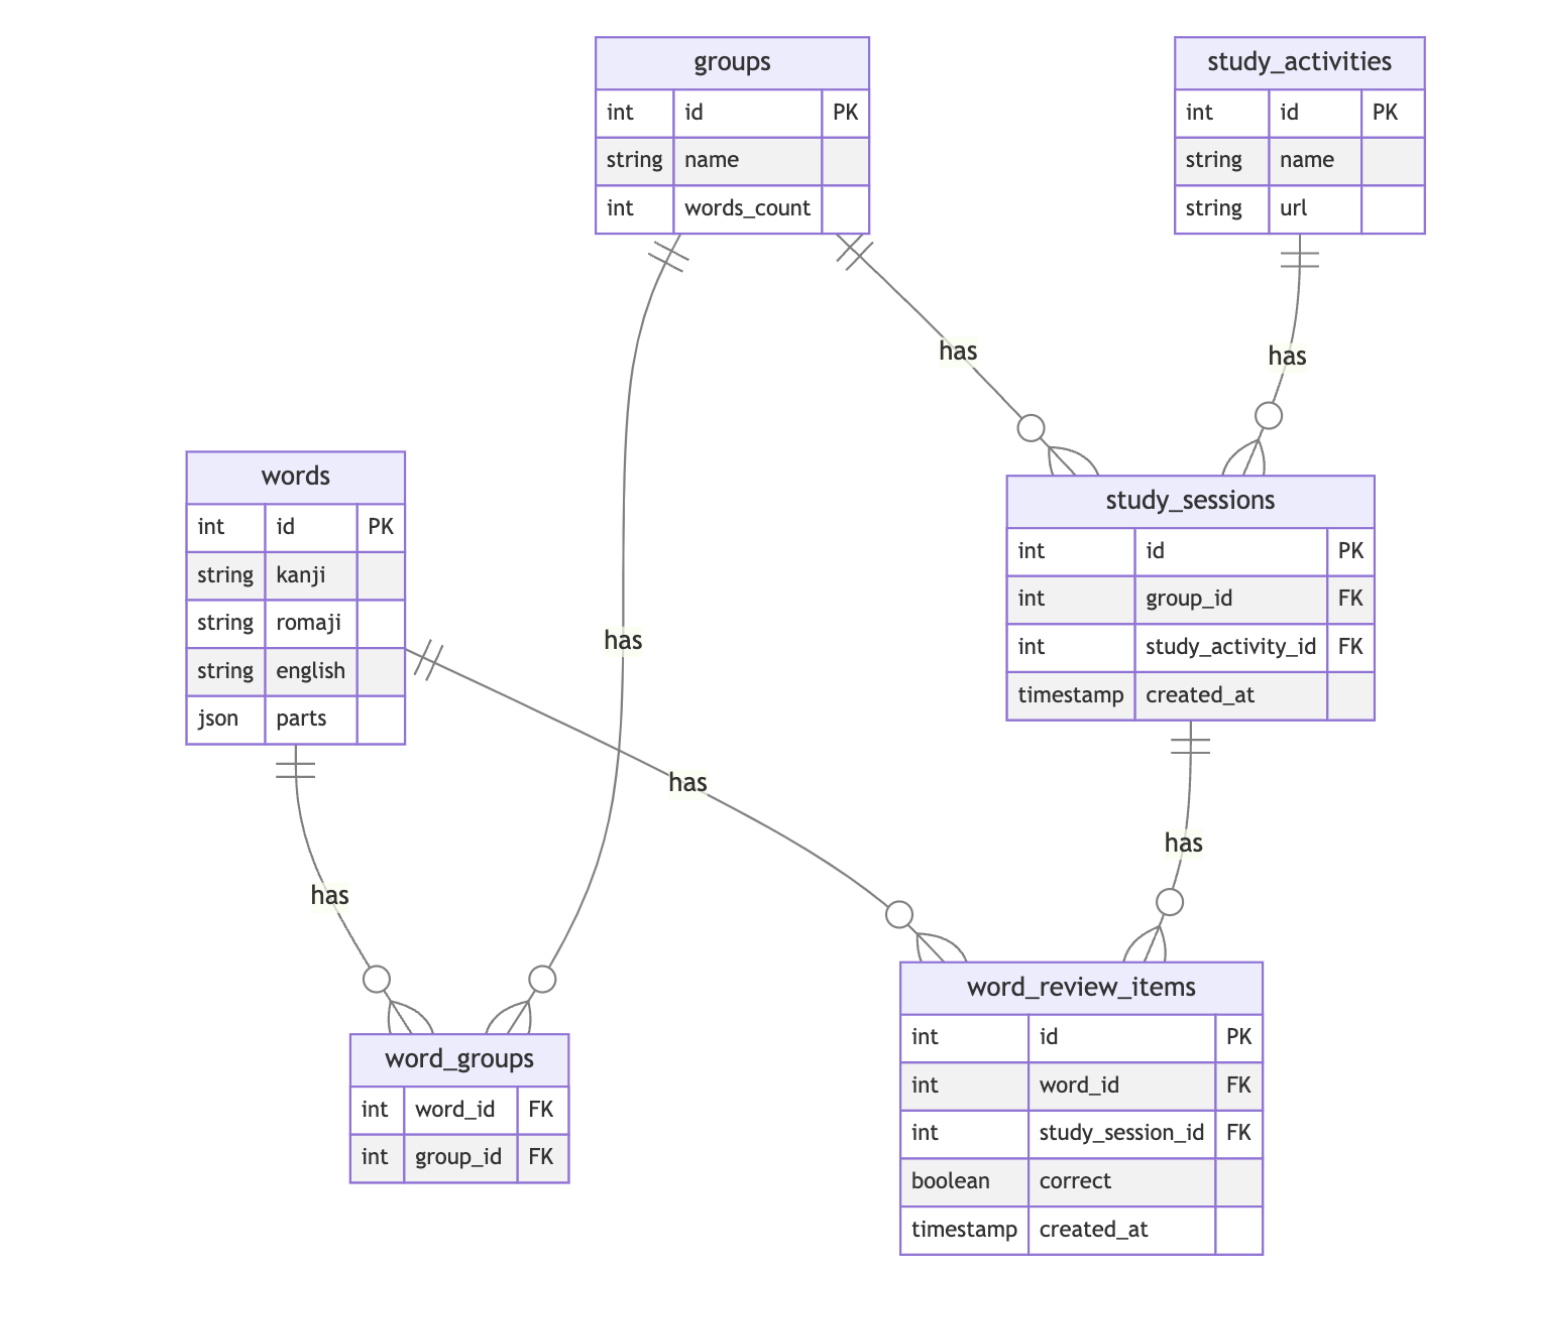 groups
int id PK
string name
int words_count
study_activities
int id PK
string name
string url
has
has
words
int id PK
string kanji
string romaji
string english
json parts
study_sessions
int id PK
int group_id FK
int study_activity_id FK
timestamp created_at
has
has
has
has
word_groups
int word_id FK
int group_id FK
word_review_items
int id PK
int word_id FK
int study_session_id FK
boolean correct
timestamp created_at